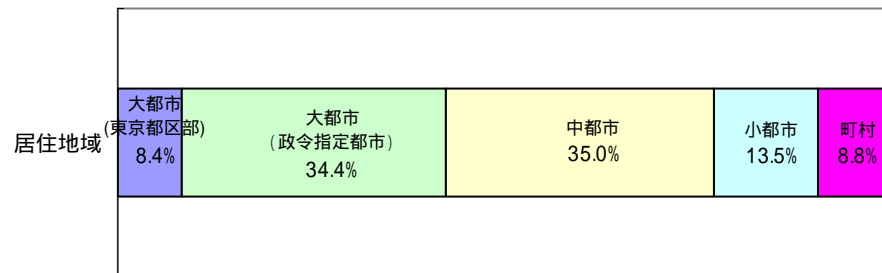 居住地域
大都市
(東京都区部)
8.4%
大都市
(政令指定都市)
34.4%
中都市
35.0%
小都市
13.5%
町村
8.8%